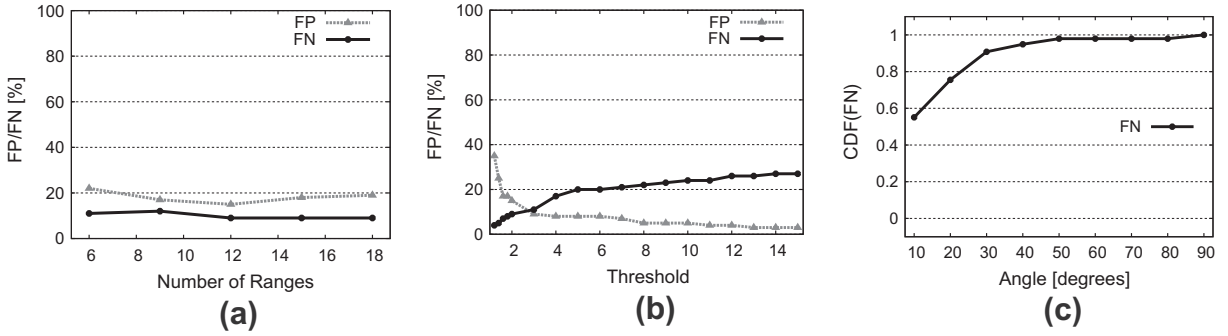 FP
FN
100
80
60
40
20
0
FP/FN [%]
6 8 10 12 14 16 18
Number of Ranges
(a)
FP
FN
100
80
60
40
20
0
FP/FN [%]
2 4 6 8 10 12 14
Threshold
(b)
1
0.8
0.6
0.4
1
0
CDF(FN)
FN
10 20 30 40 50 60 70 80 90
Angle [degrees]
(c)